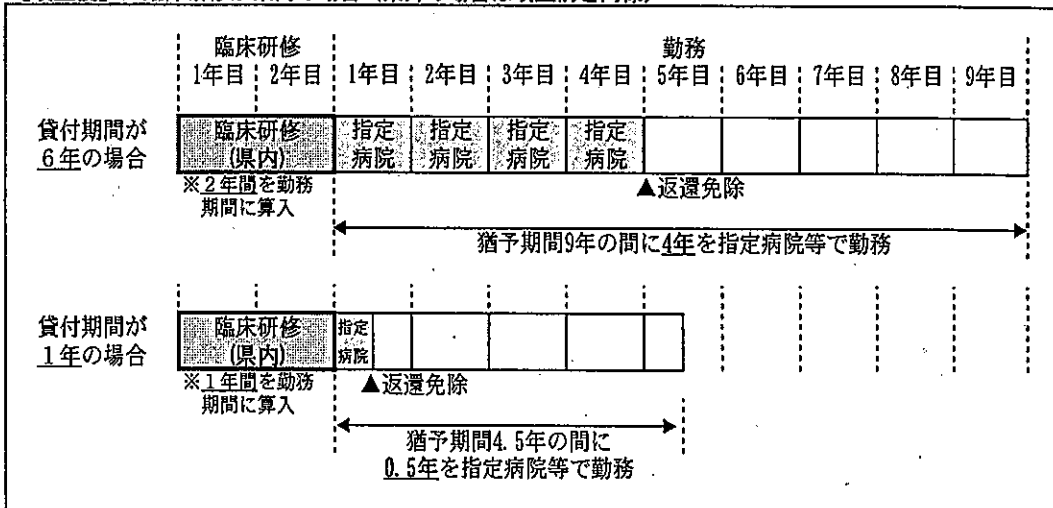 臨床研修 勤務
1年目 2年目 1年目 2年目 3年目 4年目 5年目 6年目 7年目 8年目 9年目
貸付期間が
6年の場合
臨床研修
(県内)
指定
病院
指定
病院
指定
病院
指定
病院
※2年間を勤務
期間に算入
▲返還免除
猶予期間9年の間に4年を指定病院等で勤務
貸付期間が
1年の場合
臨床研修
(県内)
指定
病院
※1年間を勤務
期間に算入
▲返還免除
猶予期間4.5年の間に
0.5年を指定病院等で勤務